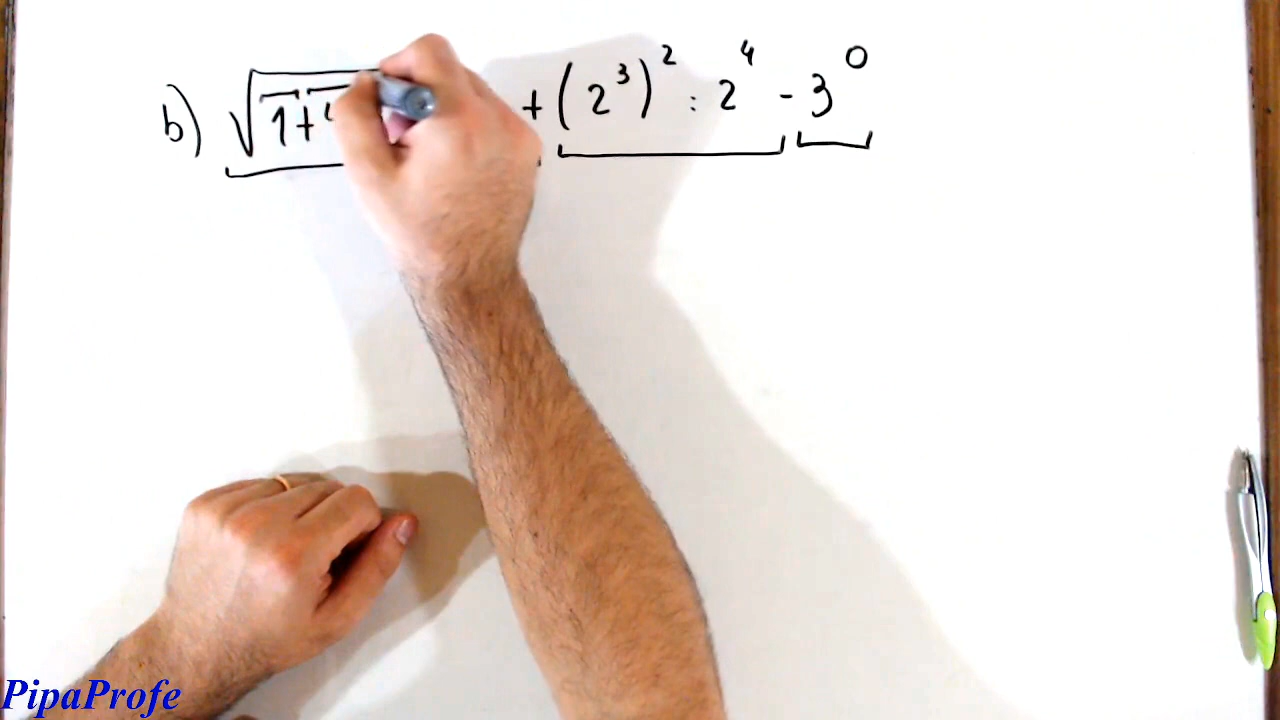 b) √1+ + (2³)² : 2⁴ - 3⁰
PipaProfe